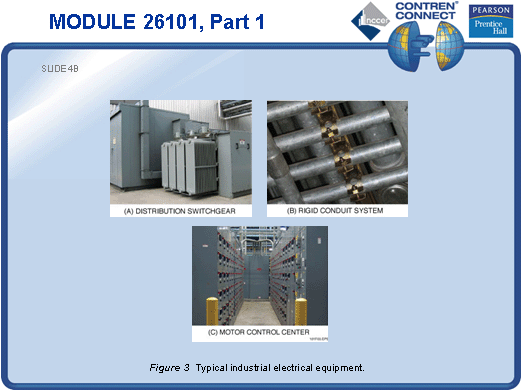 MODULE 26101, Part 1
nccer
CONTREN®
CONNECT
PEARSON
Prentice
Hall
SLIDE 4B
(A) DISTRIBUTION SWITCHGEAR
(B) RIGID CONDUIT SYSTEM
(C) MOTOR CONTROL CENTER
Figure 3 Typical industrial electrical equipment.